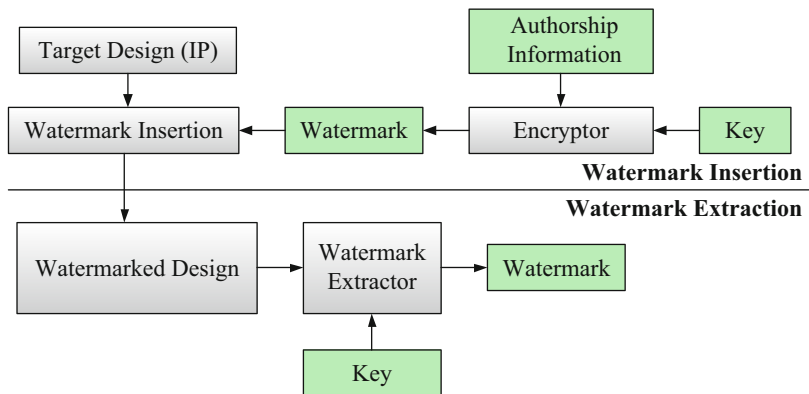 Target Design (IP)
Authorship
Information
Watermark Insertion
Watermark
Encryptor
Key
Watermark Insertion
Watermark Extraction
Watermarked Design
Watermark
Extractor
Watermark
Key